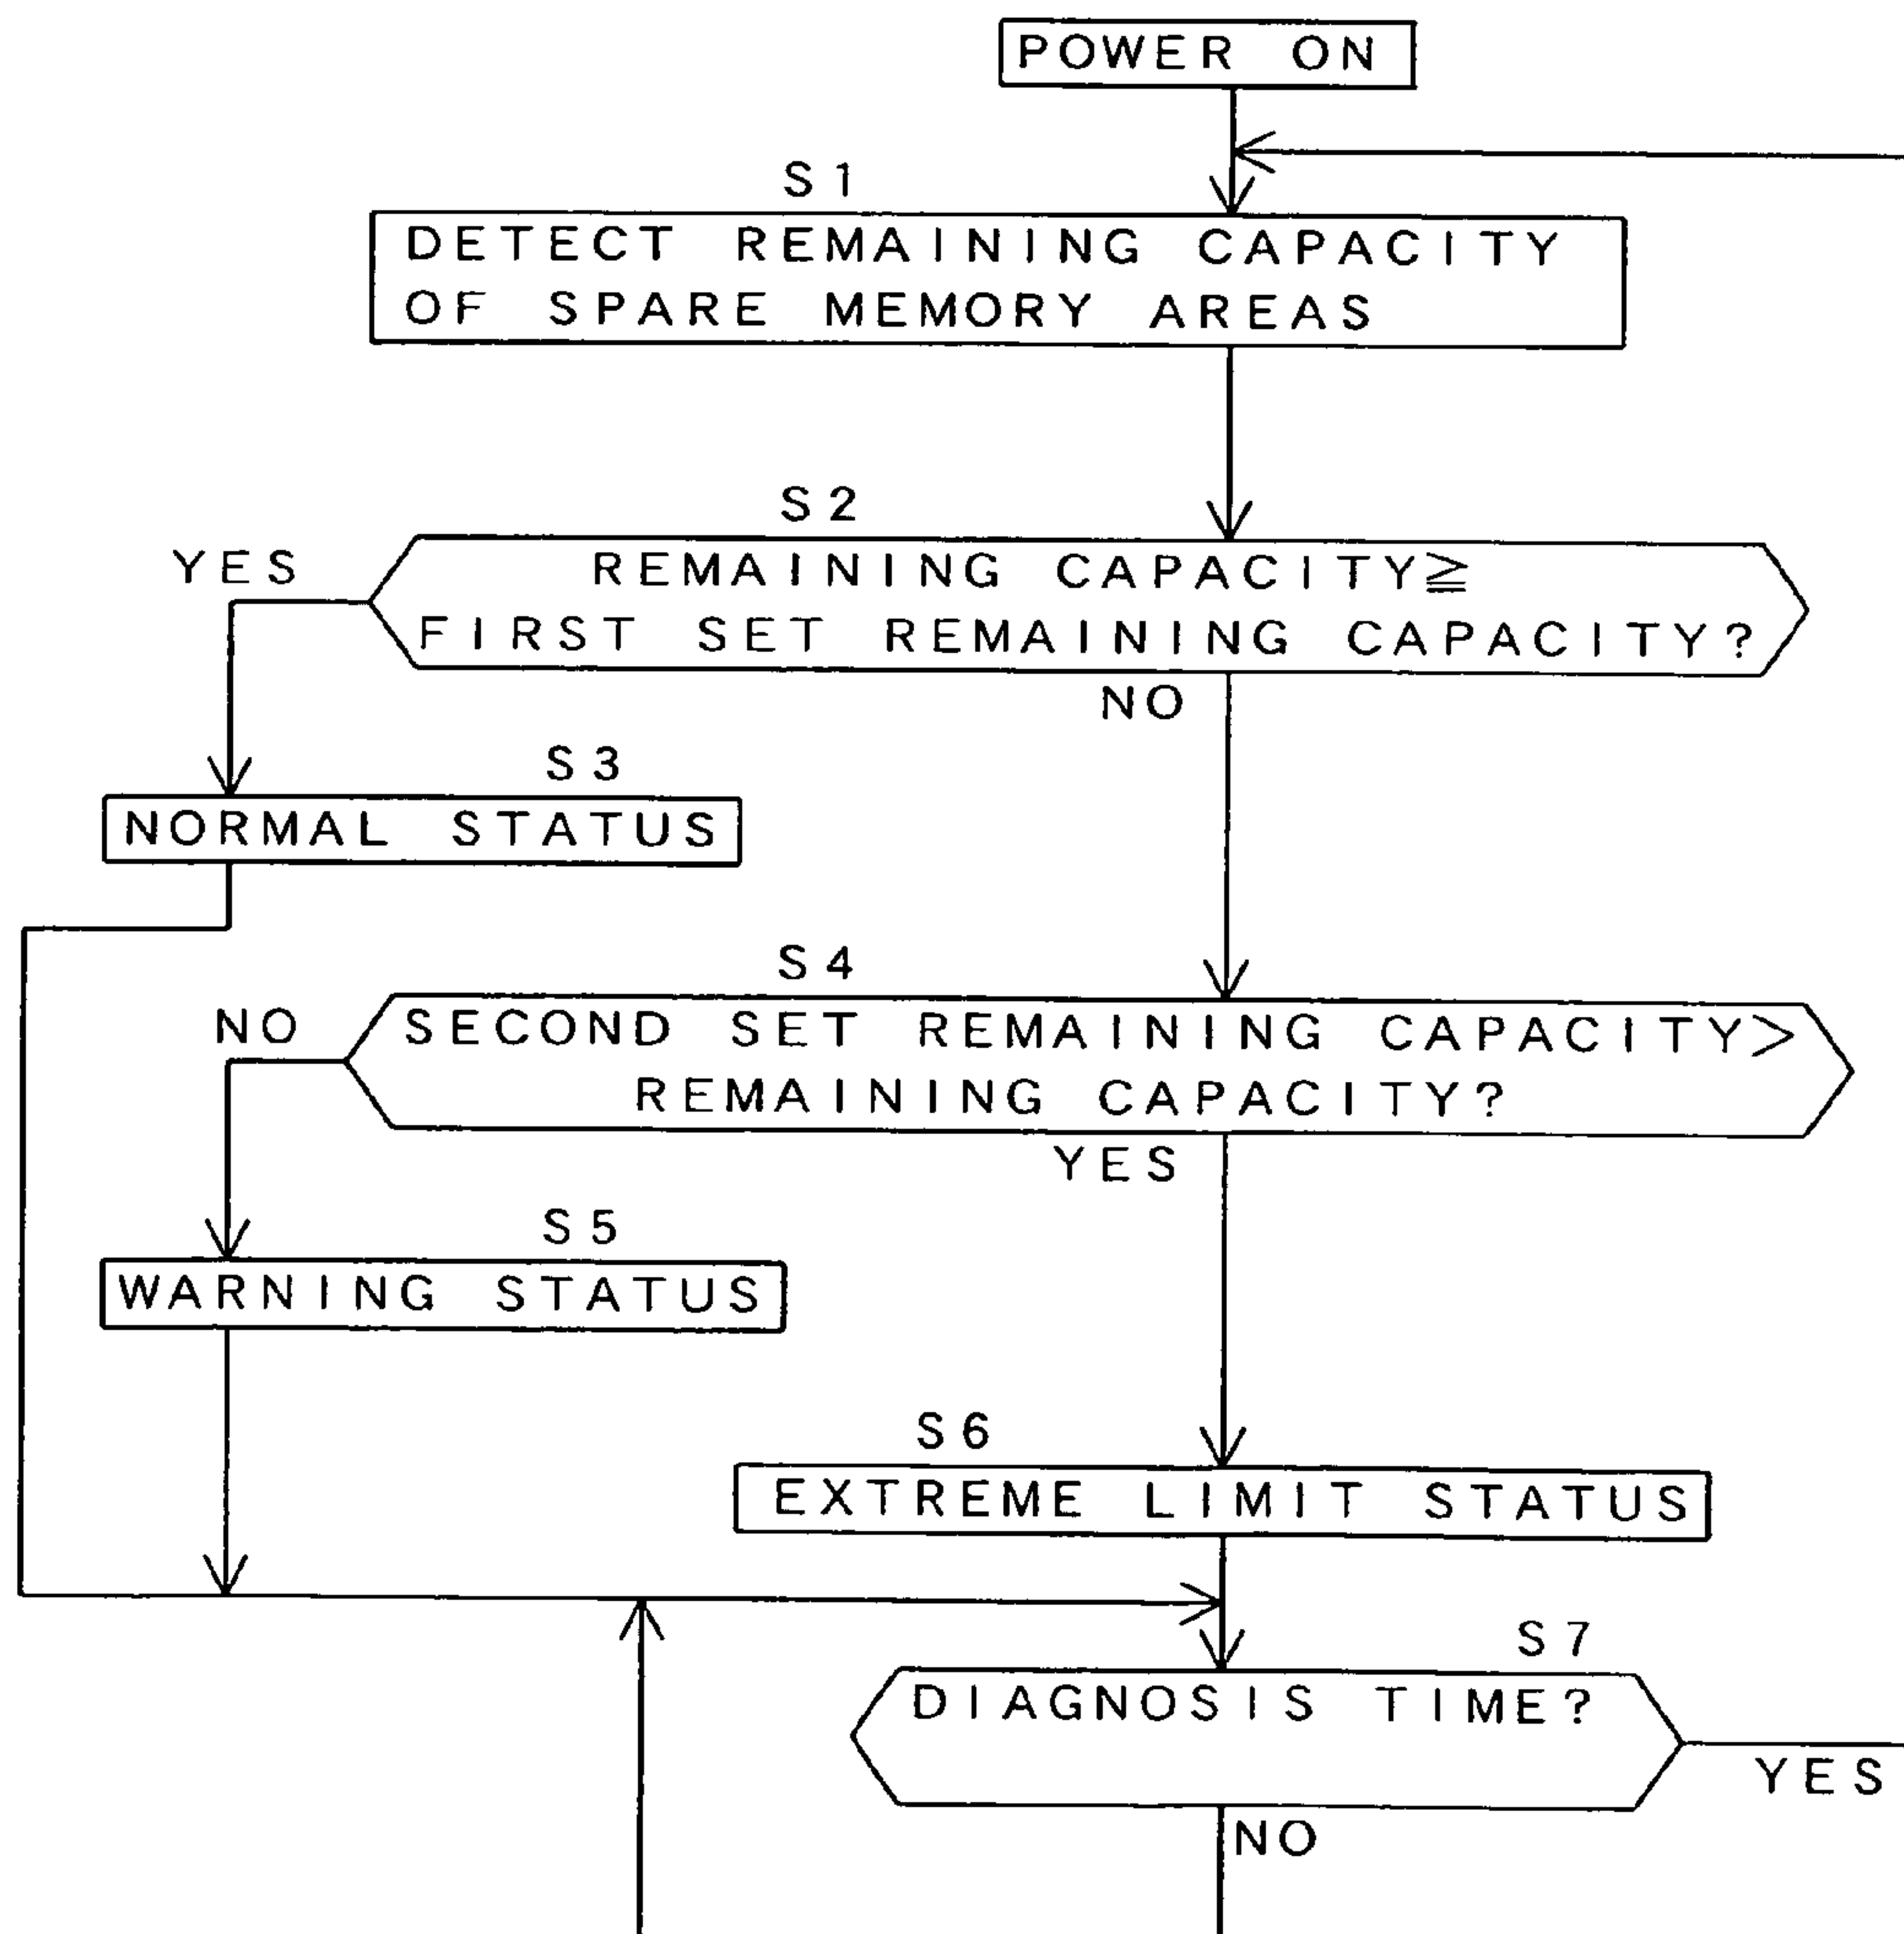 POWER ON
S1
DETECT REMAINING CAPACITY
OF SPARE MEMORY AREAS
S2
YES
REMAINING CAPACITY≧
FIRST SET REMAINING CAPACITY?
NO
S3
NORMAL STATUS
S4
NO
SECOND SET REMAINING CAPACITY>
REMAINING CAPACITY?
YES
S5
WARNING STATUS
S6
EXTREME LIMIT STATUS
S7
DIAGNOSIS TIME?
YES
NO